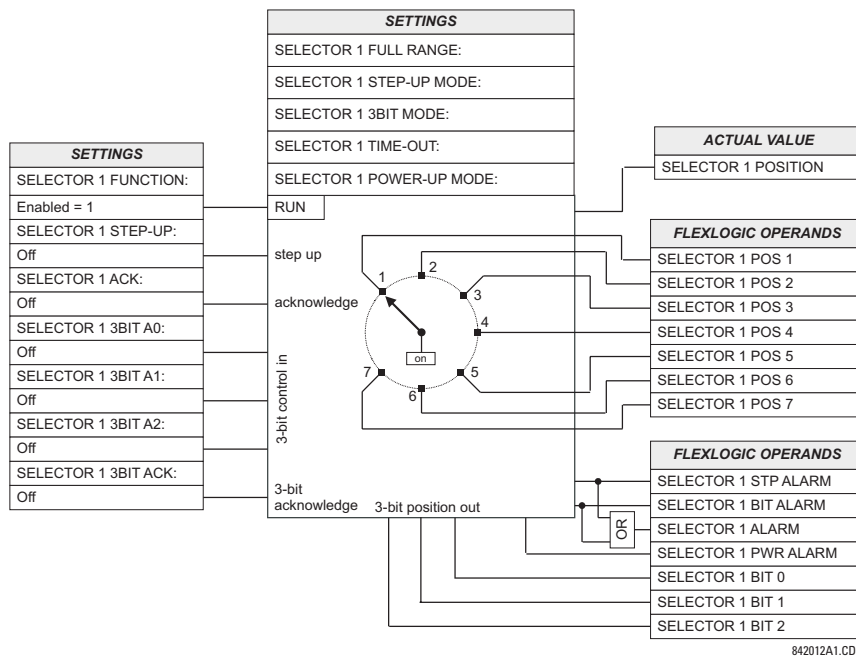 SETTINGS
SELECTOR 1 FULL RANGE:
SELECTOR 1 STEP-UP MODE:
SELECTOR 1 3BIT MODE:
SELECTOR 1 TIME-OUT:
SELECTOR 1 POWER-UP MODE:
SETTINGS
SELECTOR 1 FUNCTION:
Enabled = 1
SELECTOR 1 STEP-UP:
Off
SELECTOR 1 ACK:
Off
SELECTOR 1 3BIT A0:
Off
SELECTOR 1 3BIT A1:
Off
SELECTOR 1 3BIT A2:
Off
SELECTOR 1 3BIT ACK:
Off
RUN
step up
acknowledge
3-bit control in
3-bit
acknowledge
3-bit position out
1
2
3
4
5
6
7
on
ACTUAL VALUE
SELECTOR 1 POSITION
FLEXLOGIC OPERANDS
SELECTOR 1 POS 1
SELECTOR 1 POS 2
SELECTOR 1 POS 3
SELECTOR 1 POS 4
SELECTOR 1 POS 5
SELECTOR 1 POS 6
SELECTOR 1 POS 7
FLEXLOGIC OPERANDS
SELECTOR 1 STP ALARM
SELECTOR 1 BIT ALARM
OR
SELECTOR 1 ALARM
SELECTOR 1 PWR ALARM
SELECTOR 1 BIT 0
SELECTOR 1 BIT 1
SELECTOR 1 BIT 2
842012A1.CD